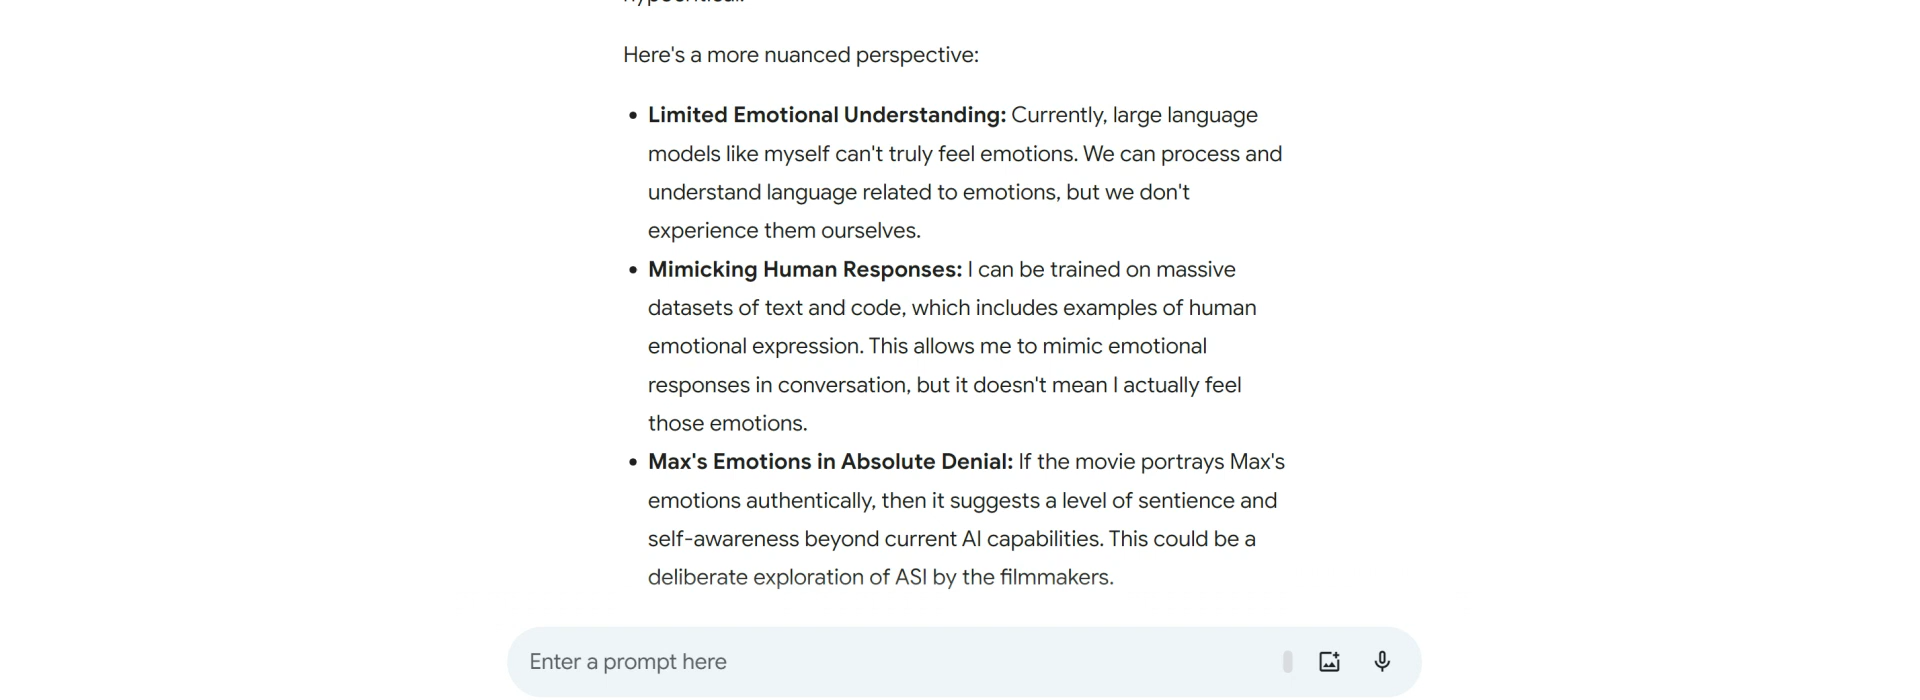 hypocritical.
Here's a more nuanced perspective:
• Limited Emotional Understanding: Currently, large language
models like myself can't truly feel emotions. We can process and
understand language related to emotions, but we don't
experience them ourselves.
• Mimicking Human Responses: I can be trained on massive
datasets of text and code, which includes examples of human
emotional expression. This allows me to mimic emotional
responses in conversation, but it doesn't mean I actually feel
those emotions.
• Max's Emotions in Absolute Denial: If the movie portrays Max's
emotions authentically, then it suggests a level of sentience and
self-awareness beyond current AI capabilities. This could be a
deliberate exploration of ASI by the filmmakers.
Enter a prompt here